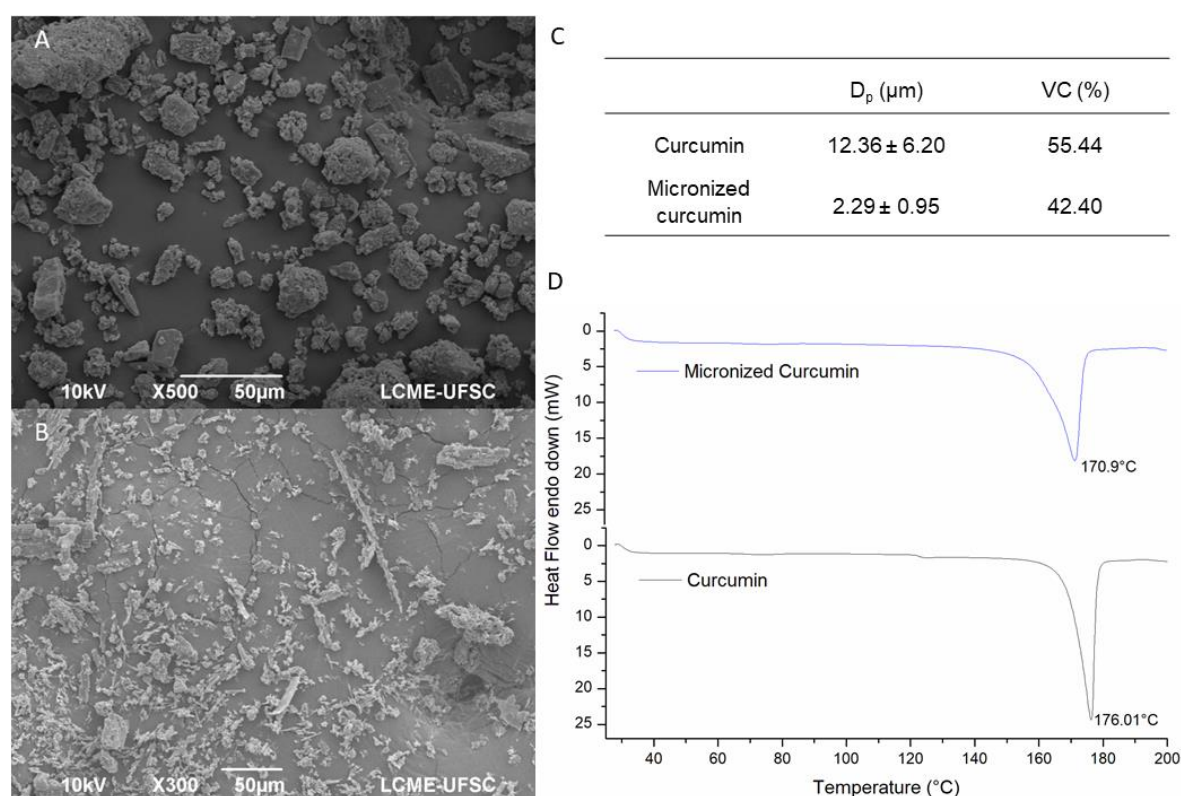 A
10kV X500 50µm LCME-UFSC
B
10kV X300 50µm LCME-UFSC
C
Dp (µm) VC (%)
Curcumin 12.36 ± 6.20 55.44
Micronized
curcumin 2.29 ± 0.95 42.40
D
Heat Flow endo down (mW)
0
5
10
15
20
25
Micronized Curcumin
170.9°C
0
5
10
15
20
25
Curcumin
176.01°C
40 60 80 100 120 140 160 180 200
Temperature (°C)